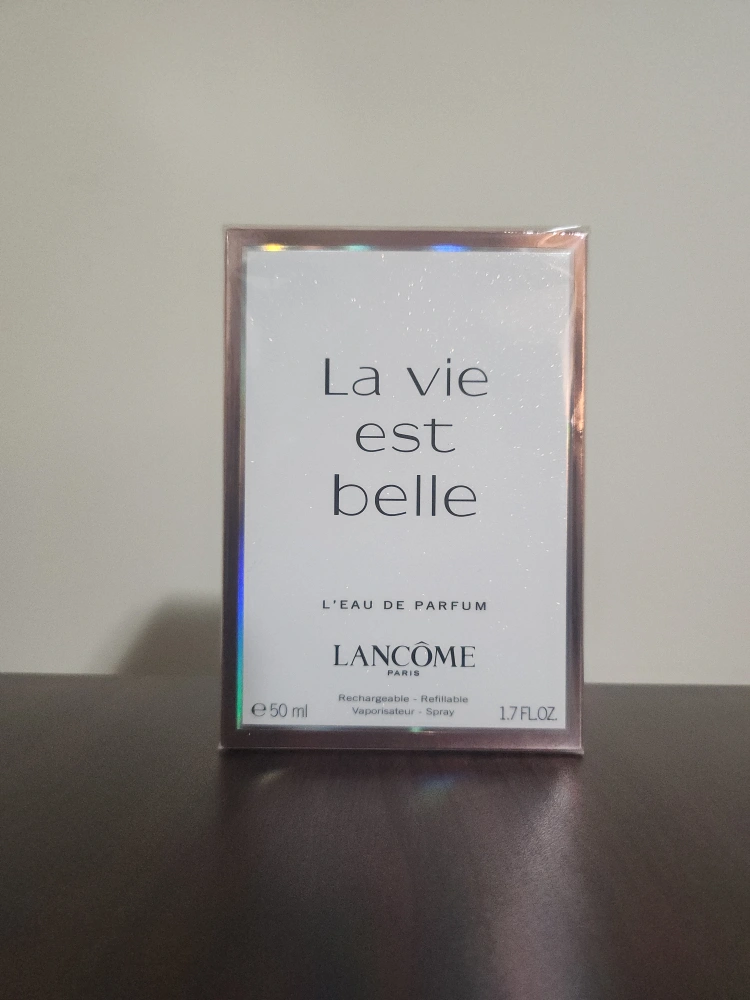 La vie
est
belle
L'EAU DE PARFUM
LANCÔME
PARIS
Rechargeable - Refillable
Vaporisateur - Spray
℮ 50 ml
1.7 FL.OZ.